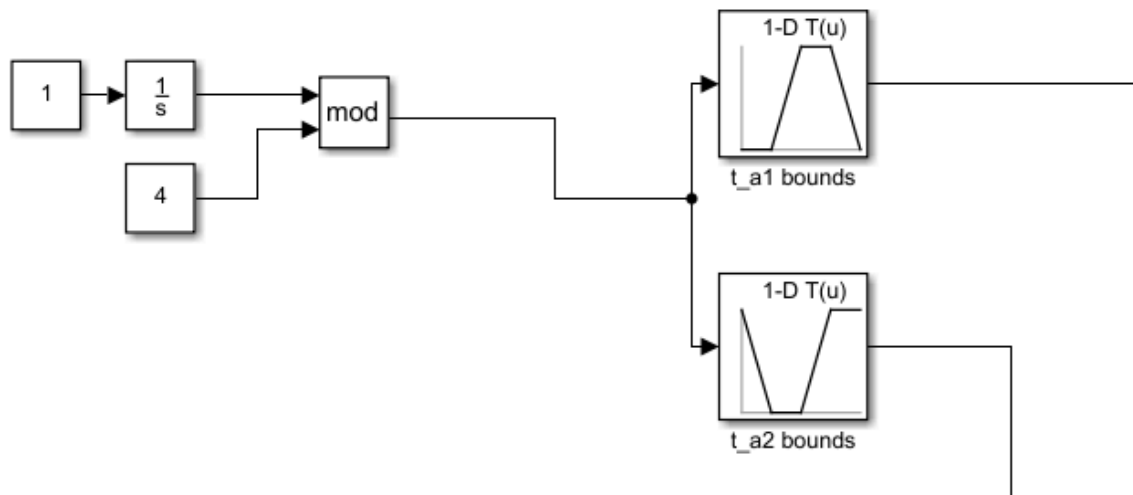 1
1
s
4
mod
1-D T(u)
t_a1 bounds
1-D T(u)
t_a2 bounds